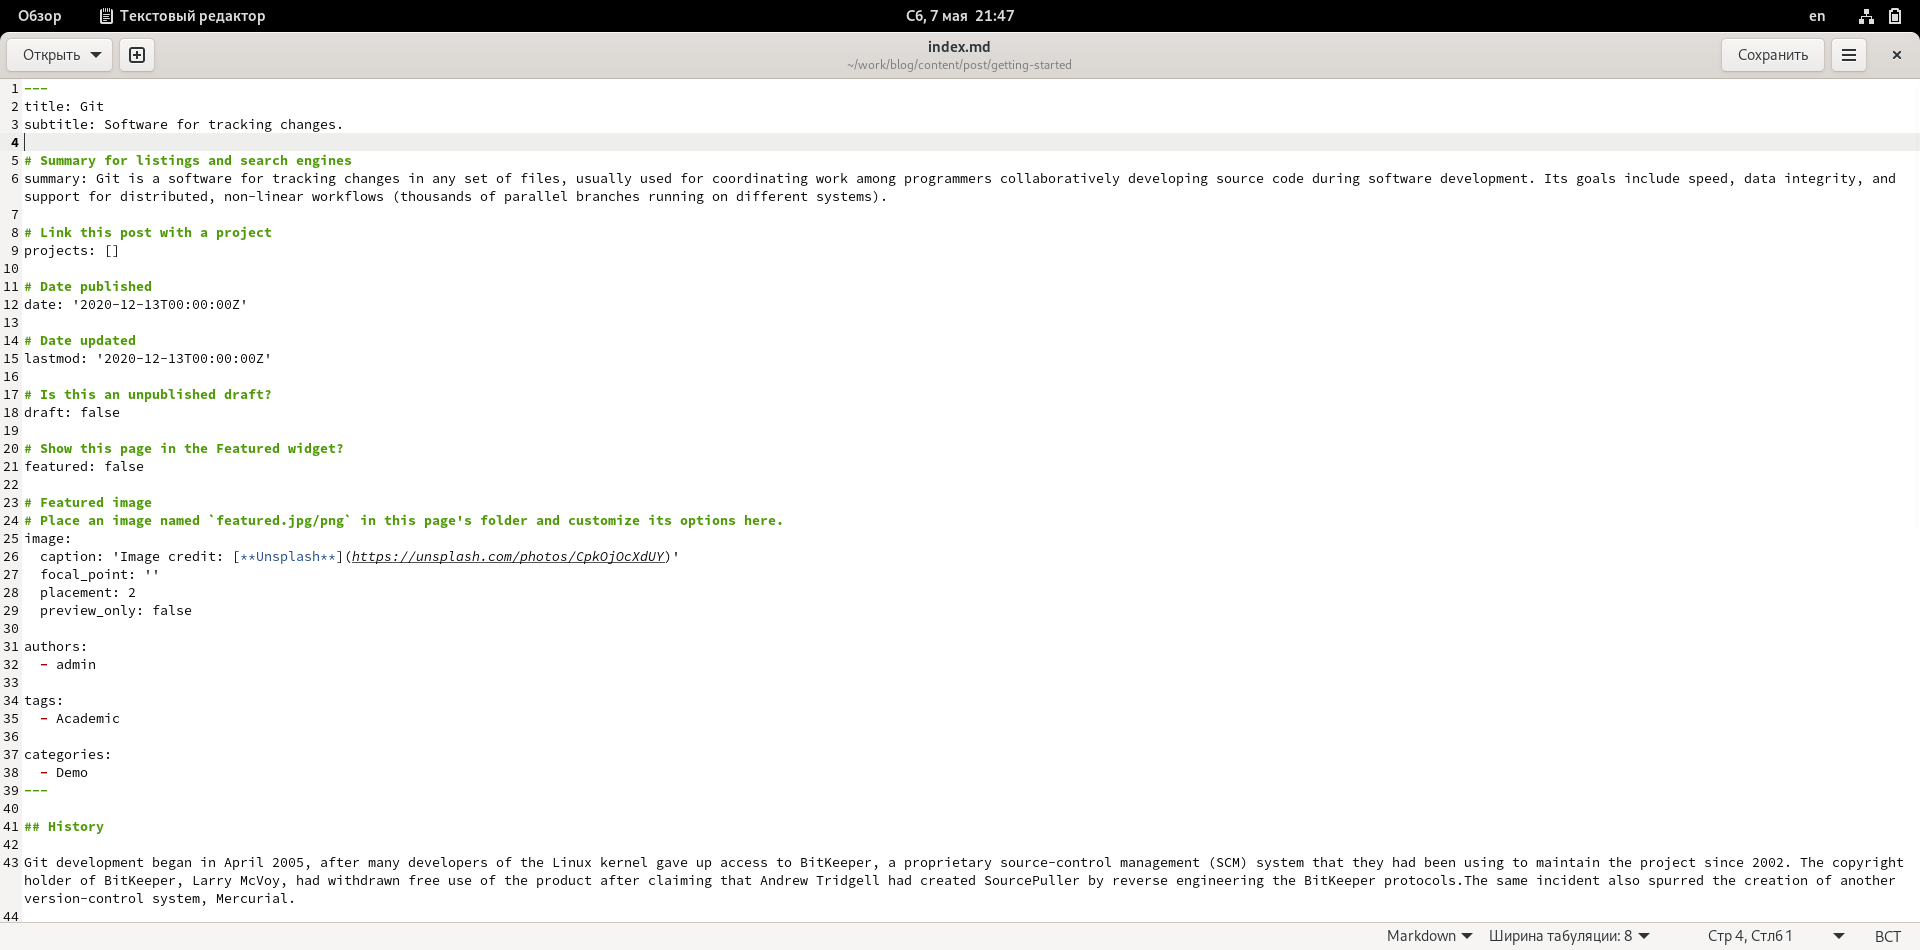 Обзор Текстовый редактор Сб, 7 мая 21:47 en
Открыть index.md Сохранить
~/work/blog/content/post/getting-started
1 ---
2 title: Git
3 subtitle: Software for tracking changes.
4
5 # Summary for listings and search engines
6 summary: Git is a software for tracking changes in any set of files, usually used for coordinating work among programmers collaboratively developing source code during software development. Its goals include speed, data integrity, and
support for distributed, non-linear workflows (thousands of parallel branches running on different systems).
7
8 # Link this post with a project
9 projects: []
10
11 # Date published
12 date: '2020-12-13T00:00:00Z'
13
14 # Date updated
15 lastmod: '2020-12-13T00:00:00Z'
16
17 # Is this an unpublished draft?
18 draft: false
19
20 # Show this page in the Featured widget?
21 featured: false
22
23 # Featured image
24 # Place an image named `featured.jpg/png` in this page's folder and customize its options here.
25 image:
26   caption: 'Image credit: [**Unsplash**](https://unsplash.com/photos/CpkOjOcXdUY)'
27   focal_point: ''
28   placement: 2
29   preview_only: false
30
31 authors:
32   - admin
33
34 tags:
35   - Academic
36
37 categories:
38   - Demo
39 ---
40
41 ## History
42
43 Git development began in April 2005, after many developers of the Linux kernel gave up access to BitKeeper, a proprietary source-control management (SCM) system that they had been using to maintain the project since 2002. The copyright
holder of BitKeeper, Larry McVoy, had withdrawn free use of the product after claiming that Andrew Tridgell had created SourcePuller by reverse engineering the BitKeeper protocols.The same incident also spurred the creation of another
version-control system, Mercurial.
44
Markdown Ширина табуляции: 8 Стр 4, Стлб 1 ВСТ